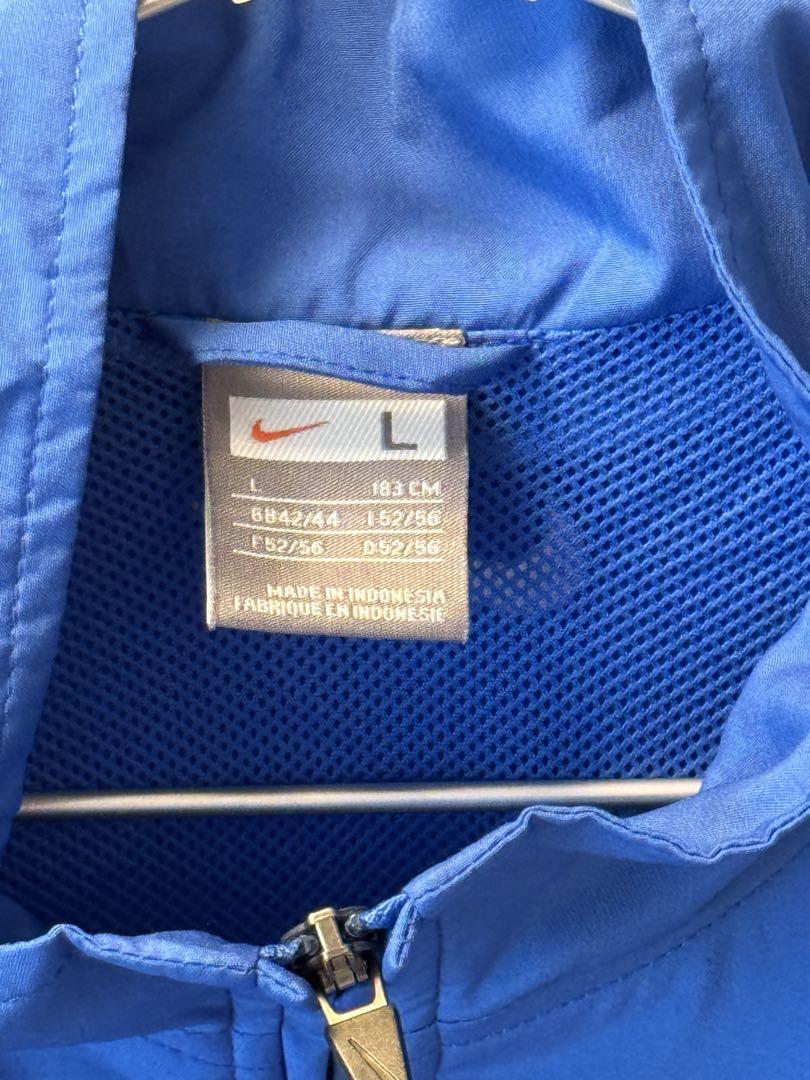 L
L 183 CM
GB42/44 I 52/56
F52/56 D52/56
MADE IN INDONESIA
FABRIQUE EN INDONESIE